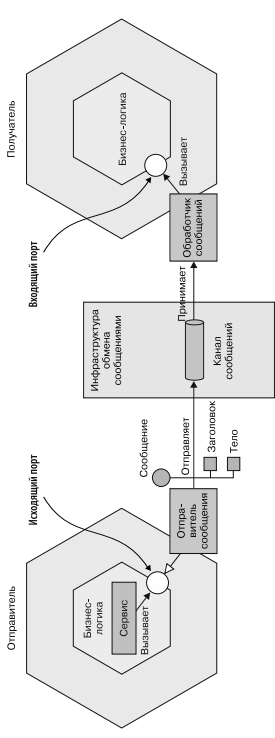 Отправитель
Исходящий порт
Бизнес-
логика
Сервис
Вызывает
Отпра-
витель
сообщения
Сообщение
Отправляет
Заголовок
Тело
Инфраструктура
обмена
сообщениями
Канал
сообщений
Принимает
Входящий порт
Получатель
Бизнес-логика
Вызывает
Обработчик
сообщений